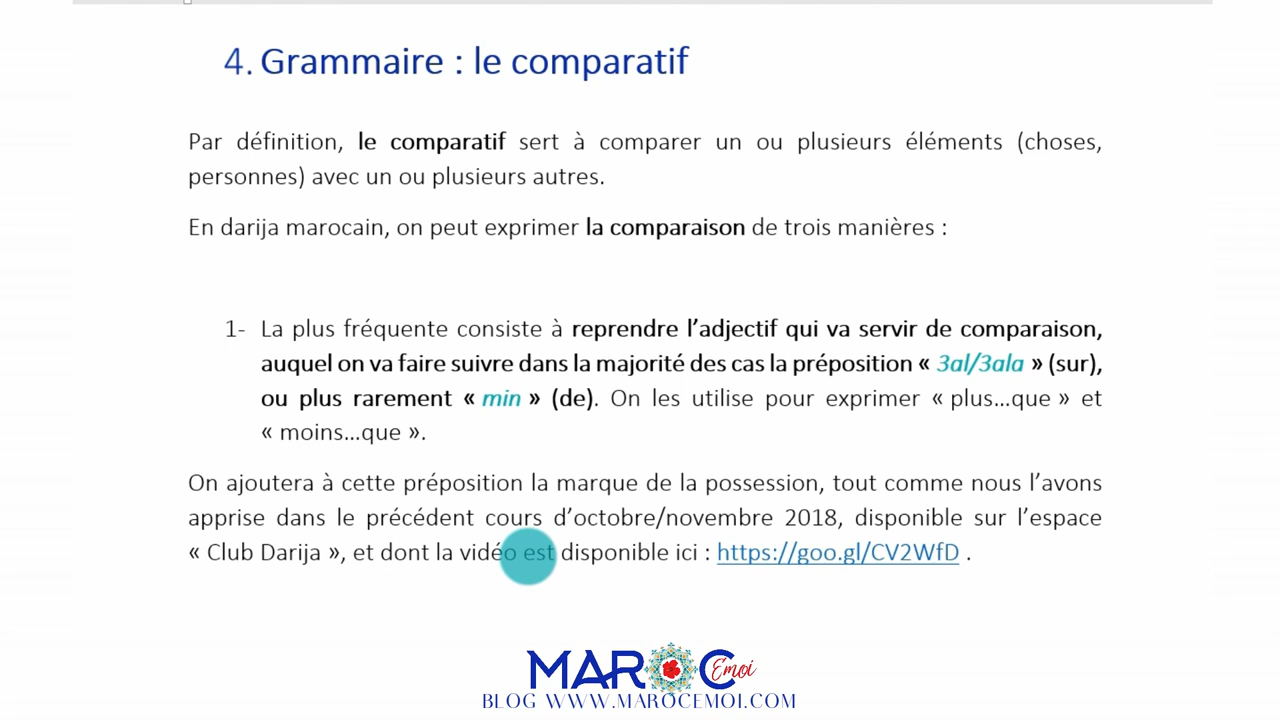 4. Grammaire : le comparatif
Par définition, le comparatif sert à comparer un ou plusieurs éléments (choses,
personnes) avec un ou plusieurs autres.
En darija marocain, on peut exprimer la comparaison de trois manières :
1- La plus fréquente consiste à reprendre l’adjectif qui va servir de comparaison,
auquel on va faire suivre dans la majorité des cas la préposition « 3al/3ala » (sur),
ou plus rarement « min » (de). On les utilise pour exprimer « plus…que » et
« moins…que ».
On ajoutera à cette préposition la marque de la possession, tout comme nous l’avons
apprise dans le précédent cours d’octobre/novembre 2018, disponible sur l’espace
« Club Darija », et dont la vidéo est disponible ici : https://goo.gl/CV2WfD .
MAROC Emoi
BLOG WWW.MAROCEMOI.COM